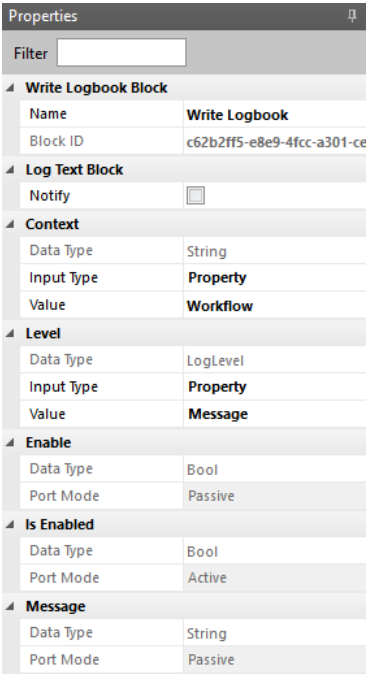 Properties
Filter
Write Logbook Block
Name Write Logbook
Block ID c62b2ff5-e8e9-4fcc-a301-ce
Log Text Block
Notify
Context
Data Type String
Input Type Property
Value Workflow
Level
Data Type LogLevel
Input Type Property
Value Message
Enable
Data Type Bool
Port Mode Passive
Is Enabled
Data Type Bool
Port Mode Active
Message
Data Type String
Port Mode Passive